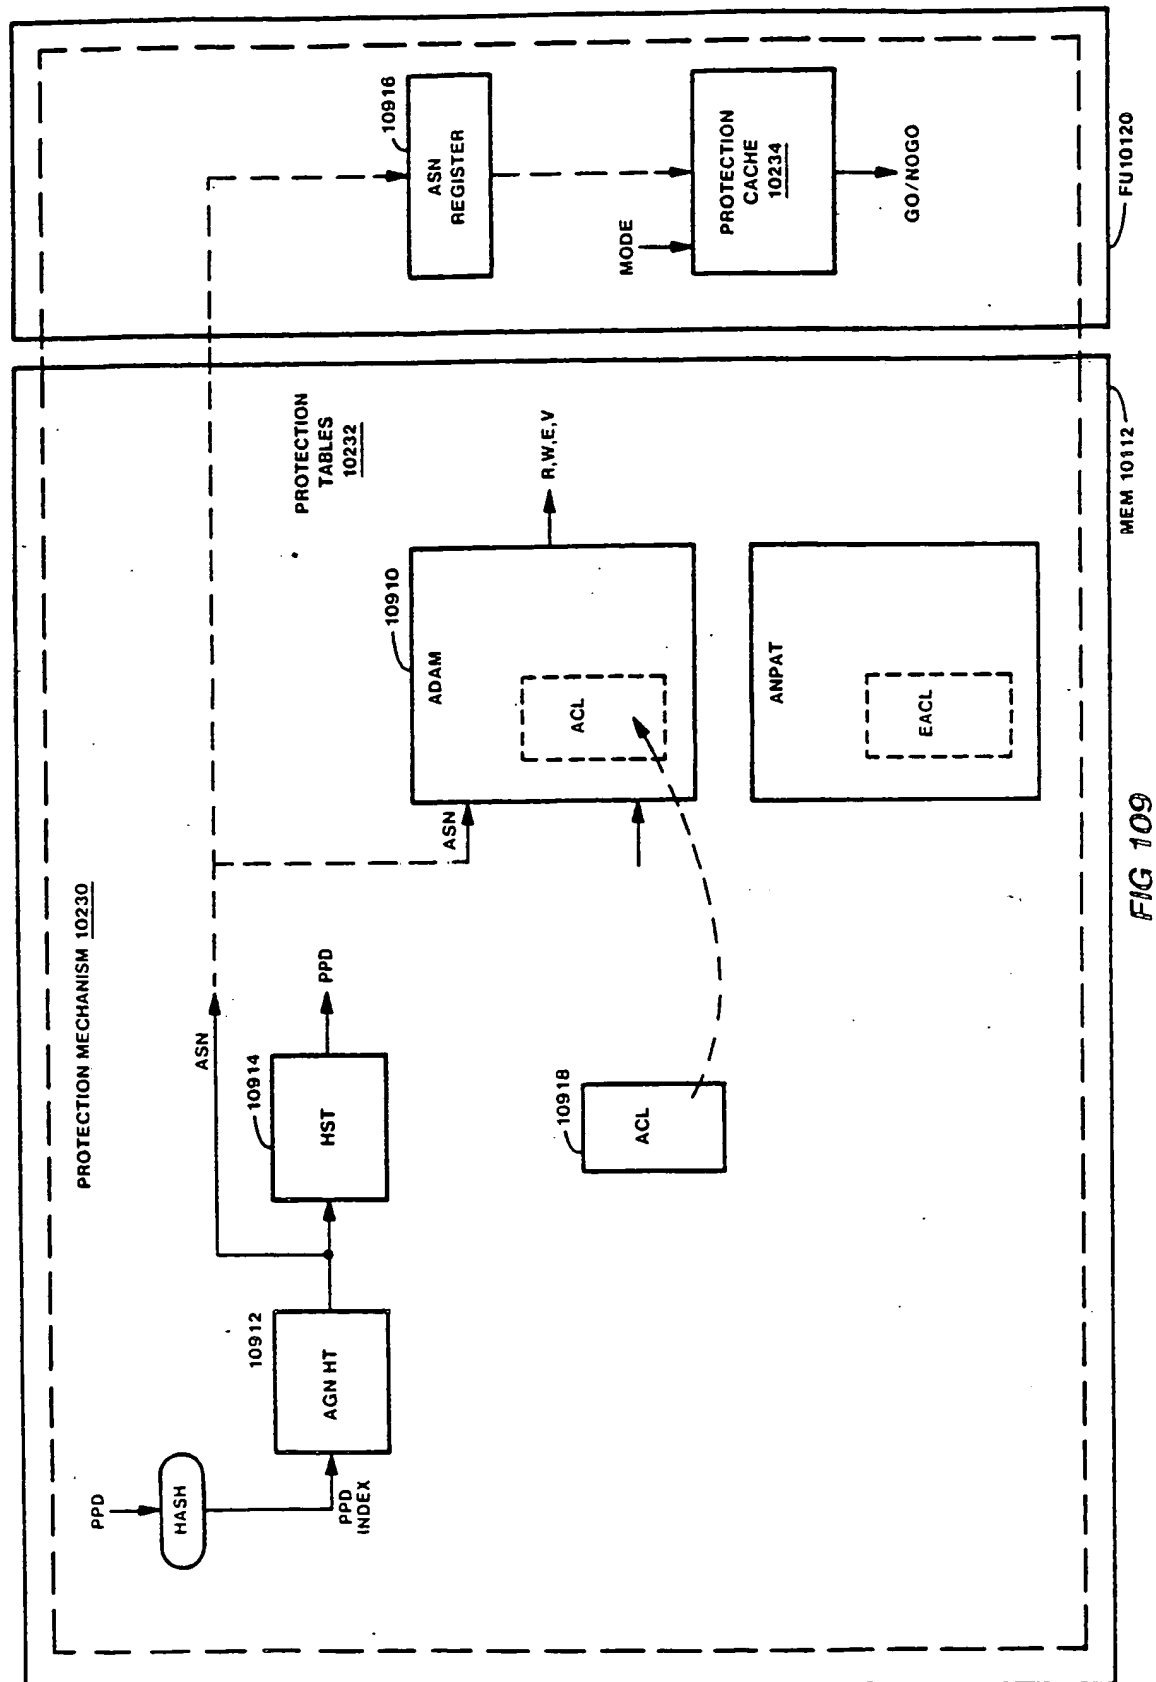 PROTECTION MECHANISM 10230
PPD
HASH
PPD
INDEX
AGN HT
10912
ASN
HST
10914
PPD
ACL
10918
ASN
ADAM
10910
ACL
R,W,E,V
PROTECTION
TABLES
10232
ANPAT
EACL
MEM 10112
ASN
REGISTER
10916
MODE
PROTECTION
CACHE
10234
GO/NOGO
FU10120
FIG 109